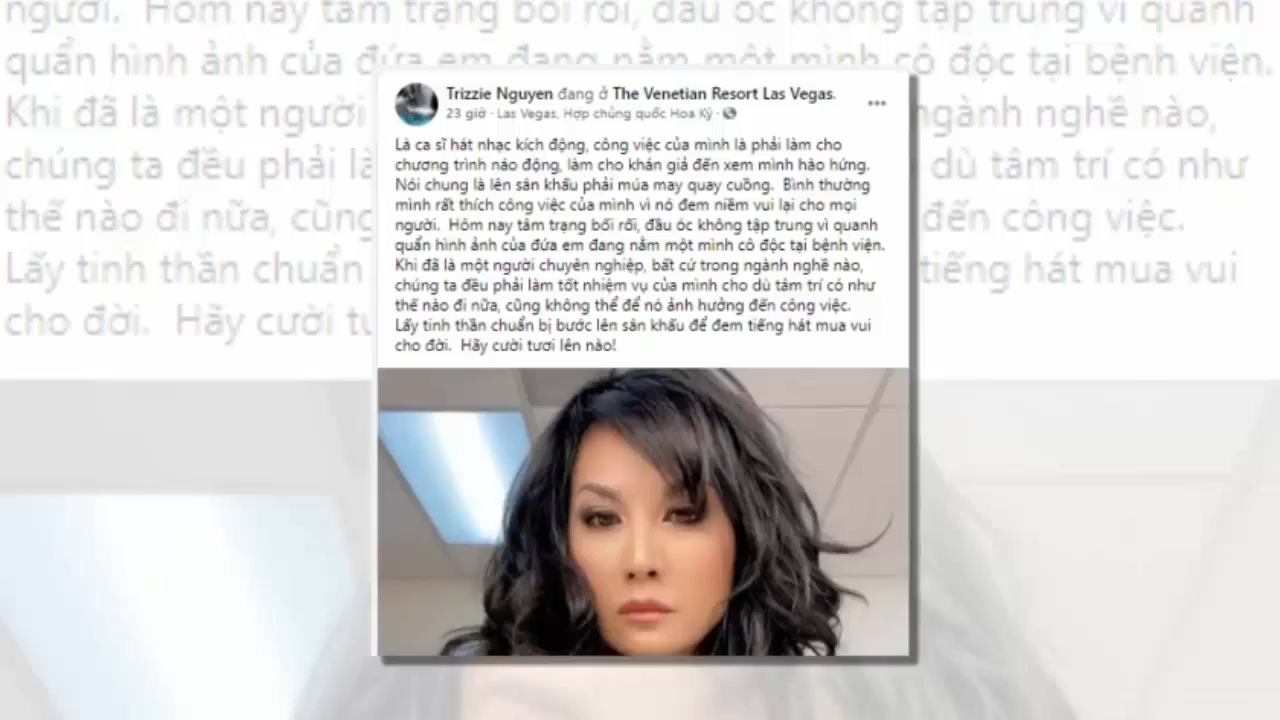 người. Hôm nay tâm trạng bối rối, đầu óc không tập trung vì quanh
quẩn hình ảnh của đứa em đang nằm một mình cô độc tại bệnh viện.
Khi đã là một người
ngành nghề nào,
chúng ta đều phải là
dù tâm trí có như
thế nào đi nữa, cũng
đến công việc.
Lấy tinh thần chuẩn
tiếng hát mua vui
cho đời. Hãy cười tư
Trizzie Nguyen đang ở The Venetian Resort Las Vegas.
23 giờ · Las Vegas, Hợp chủng quốc Hoa Kỳ ·
Là ca sĩ hát nhạc kích động, công việc của mình là phải làm cho
chương trình náo động, làm cho khán giả đến xem mình hào hứng.
Nói chung là lên sân khấu phải múa may quay cuồng. Bình thường
mình rất thích công việc của mình vì nó đem niềm vui lại cho mọi
người. Hôm nay tâm trạng bối rối, đầu óc không tập trung vì quanh
quẩn hình ảnh của đứa em đang nằm một mình cô độc tại bệnh viện.
Khi đã là một người chuyên nghiệp, bất cứ trong ngành nghề nào,
chúng ta đều phải làm tốt nhiệm vụ của mình cho dù tâm trí có như
thế nào đi nữa, cũng không thể để nó ảnh hưởng đến công việc.
Lấy tinh thần chuẩn bị bước lên sân khấu để đem tiếng hát mua vui
cho đời. Hãy cười tươi lên nào!